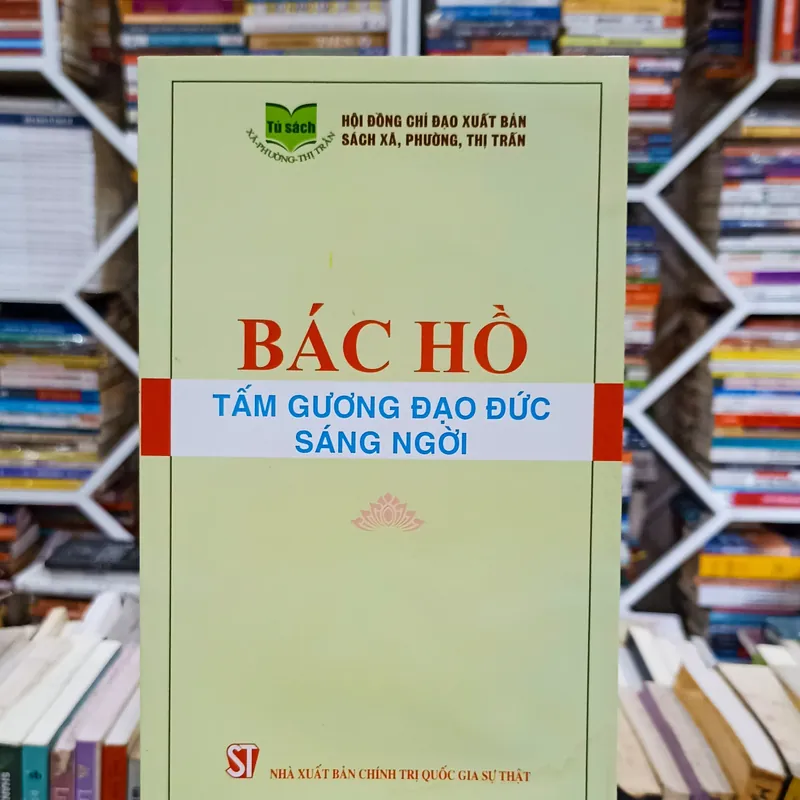 Tủ sách
XÃ-PHƯỜNG-THỊ TRẤN
HỘI ĐỒNG CHỈ ĐẠO XUẤT BẢN
SÁCH XÃ, PHƯỜNG, THỊ TRẤN
BÁC HỒ
TẤM GƯƠNG ĐẠO ĐỨC
SÁNG NGỜI
ST
NHÀ XUẤT BẢN CHÍNH TRỊ QUỐC GIA SỰ THẬT